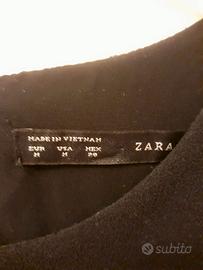 MADE IN VIETNAM
EUR USA MEX
M M 28
ZARA
subito